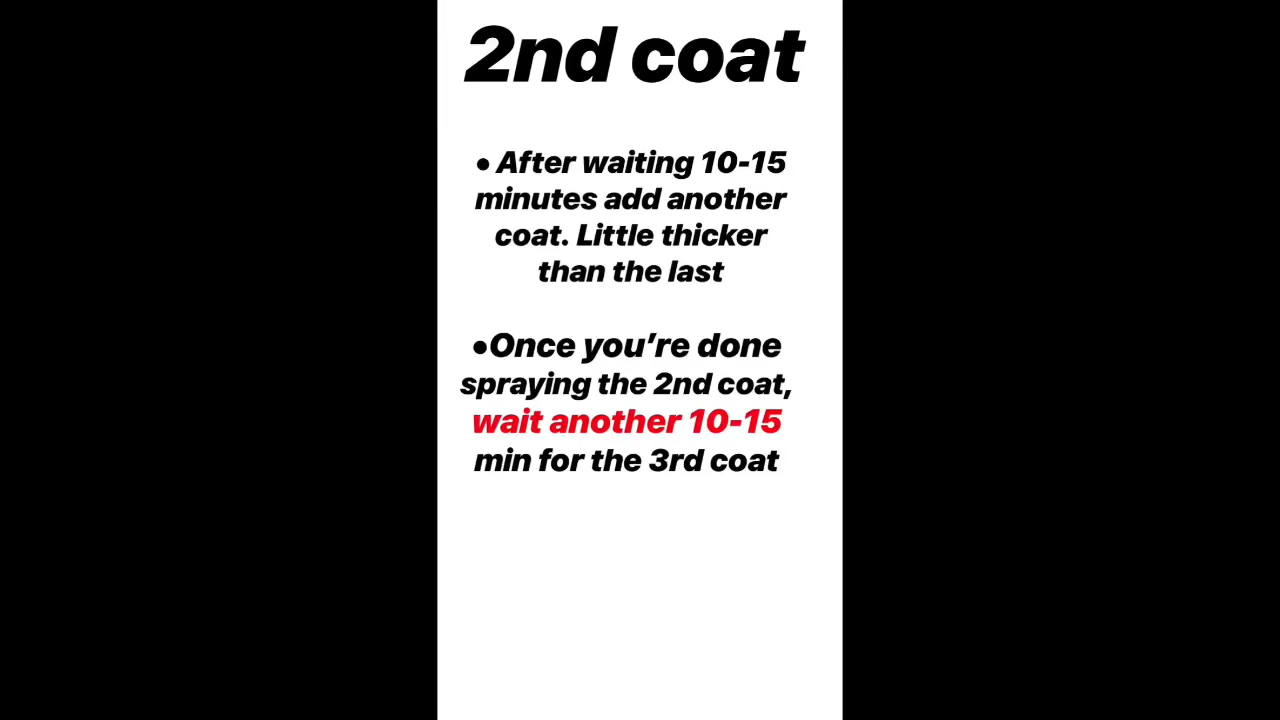 2nd coat
• After waiting 10-15
minutes add another
coat. Little thicker
than the last
•Once you’re done
spraying the 2nd coat,
wait another 10-15
min for the 3rd coat